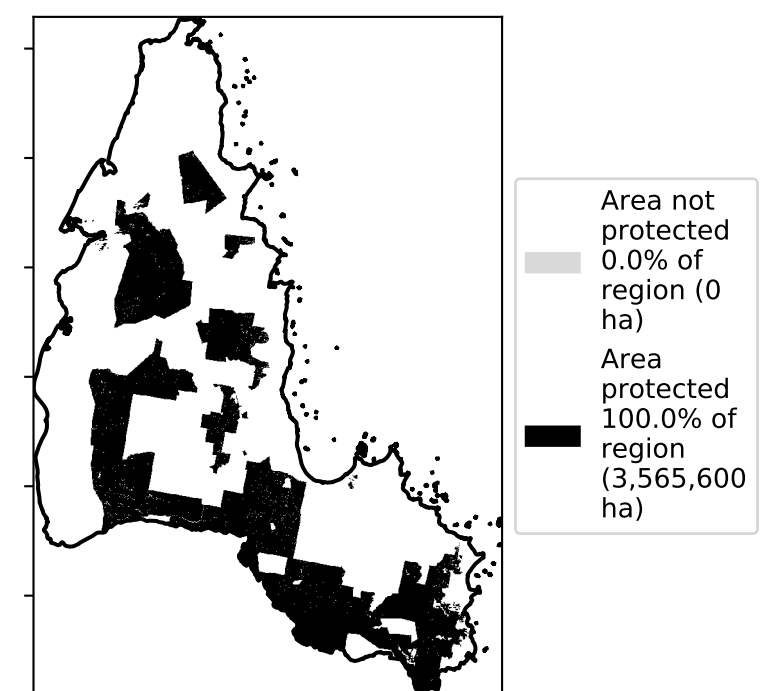 Area not
protected
0.0% of
region (0
ha)
Area
protected
100.0% of
region
(3,565,600
ha)